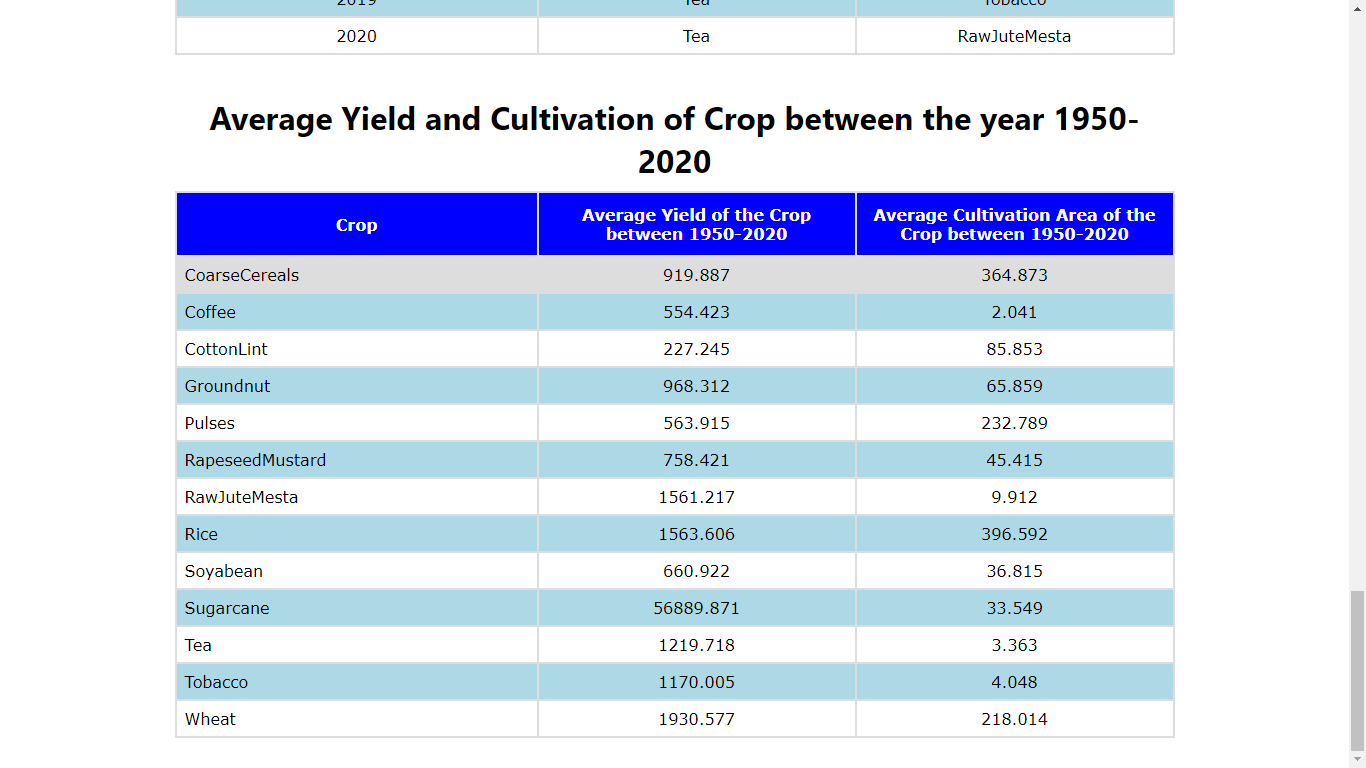 2019 Tea Tobacco
2020 Tea RawJuteMesta
Average Yield and Cultivation of Crop between the year 1950-
2020
Crop
Average Yield of the Crop
between 1950-2020
Average Cultivation Area of the
Crop between 1950-2020
CoarseCereals 919.887 364.873
Coffee 554.423 2.041
CottonLint 227.245 85.853
Groundnut 968.312 65.859
Pulses 563.915 232.789
RapeseedMustard 758.421 45.415
RawJuteMesta 1561.217 9.912
Rice 1563.606 396.592
Soyabean 660.922 36.815
Sugarcane 56889.871 33.549
Tea 1219.718 3.363
Tobacco 1170.005 4.048
Wheat 1930.577 218.014